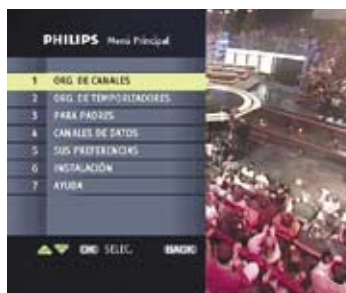 PHILIPS Menú Principal
1 ORG. DE CANALES
2 ORG. DE TEMPORIZADORES
3 PARA PADRES
4 CANALES DE DATOS
5 SUS PREFERENCIAS
6 INSTALACIÓN
7 AYUDA
OK SELEC. BACK